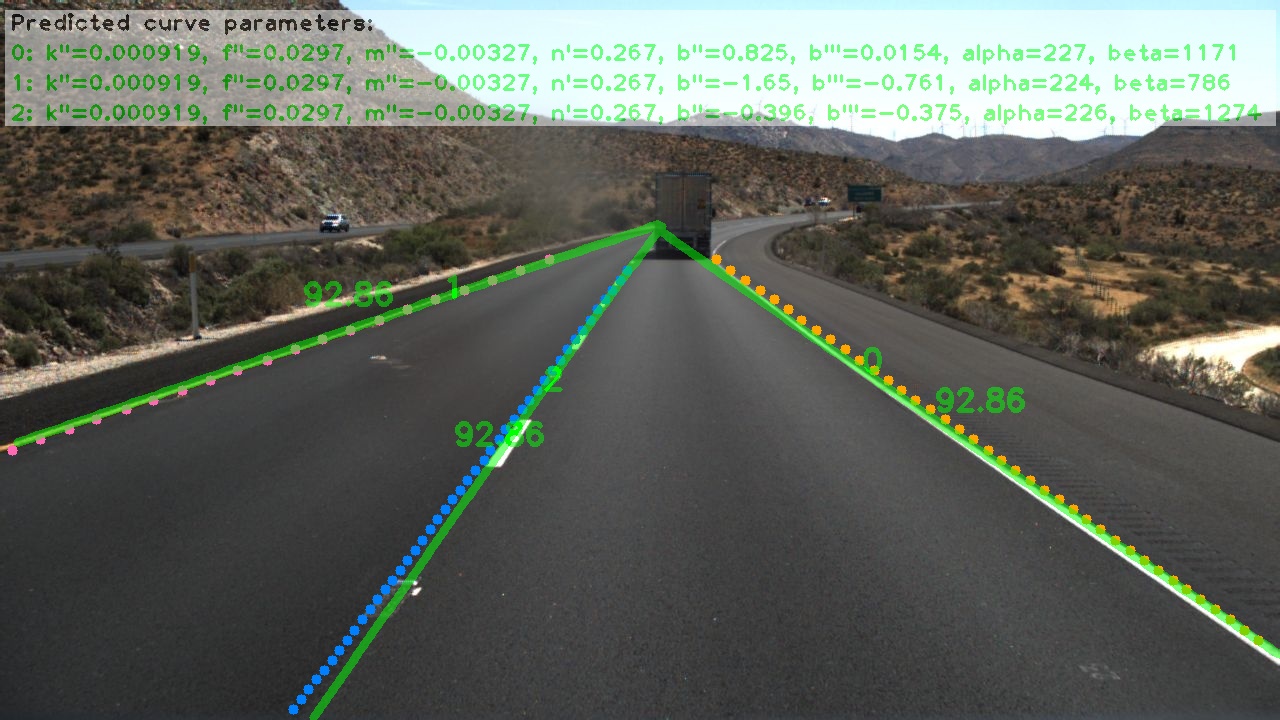 Predicted curve parameters:
0: k''=0.000919, f''=0.0297, m''=-0.00327, n'=0.267, b''=0.825, b'''=0.0154, alpha=227, beta=1171
1: k''=0.000919, f''=0.0297, m''=-0.00327, n'=0.267, b''=-1.65, b'''=-0.761, alpha=224, beta=786
2: k''=0.000919, f''=0.0297, m''=-0.00327, n'=0.267, b''=-0.396, b'''=-0.375, alpha=226, beta=1274
1
92.86
0
2
92.86
92.86